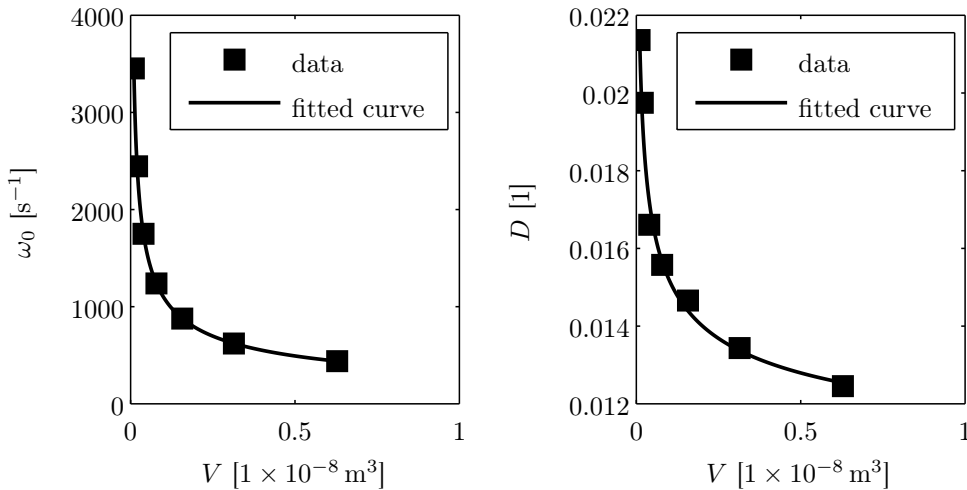 4000
3000
2000
1000
0
0
0.5
1
ω₀ [s⁻¹]
V [1 × 10⁻⁸ m³]
data
fitted curve
0.022
0.02
0.018
0.016
0.014
0.012
0
0.5
1
D [1]
V [1 × 10⁻⁸ m³]
data
fitted curve